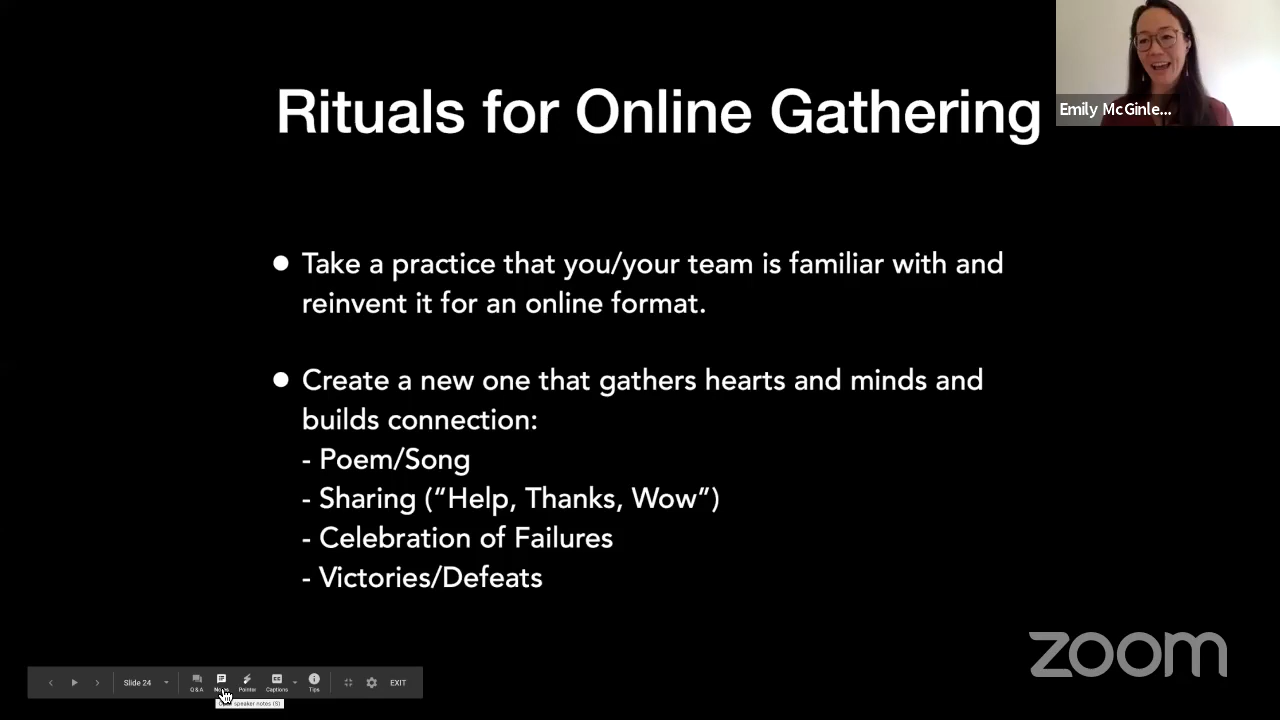 Rituals for Online Gathering
Emily McGinle...
● Take a practice that you/your team is familiar with and
reinvent it for an online format.
● Create a new one that gathers hearts and minds and
builds connection:
- Poem/Song
- Sharing (“Help, Thanks, Wow”)
- Celebration of Failures
- Victories/Defeats
zoom
Slide 24
Q&A
Pointer
Captions
Tips
EXIT
speaker notes (S)